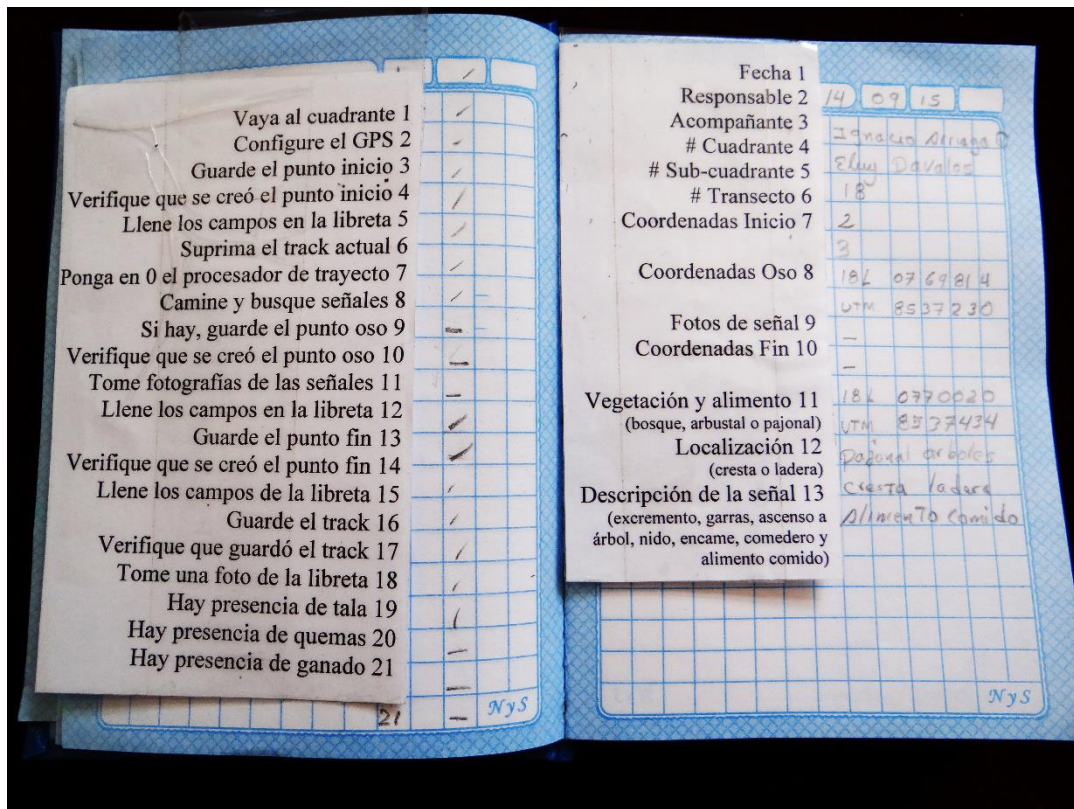 Vaya al cuadrante 1
Configure el GPS 2
Guarde el punto inicio 3
Verifique que se creó el punto inicio 4
Llene los campos en la libreta 5
Suprima el track actual 6
Ponga en 0 el procesador de trayecto 7
Camine y busque señales 8
Si hay, guarde el punto oso 9
Verifique que se creó el punto oso 10
Tome fotografías de las señales 11
Llene los campos en la libreta 12
Guarde el punto fin 13
Verifique que se creó el punto fin 14
Llene los campos de la libreta 15
Guarde el track 16
Verifique que guardó el track 17
Tome una foto de la libreta 18
Hay presencia de tala 19
Hay presencia de quemas 20
Hay presencia de ganado 21
21
NyS
Fecha 1
Responsable 2
Acompañante 3
# Cuadrante 4
# Sub-cuadrante 5
# Transecto 6
Coordenadas Inicio 7
Coordenadas Oso 8
Fotos de señal 9
Coordenadas Fin 10
Vegetación y alimento 11
(bosque, arbustal o pajonal)
Localización 12
(cresta o ladera)
Descripción de la señal 13
(excremento, garras, ascenso a
árbol, nido, encame, comedero y
alimento comido)
14 09 15
Ignacio
Davalos
18
2
3
18L 0769814
UTM 8537230
—
—
18L 0770020
UTM 8537434
pajonal arboles
cresta ladera
Alimento comido
NyS